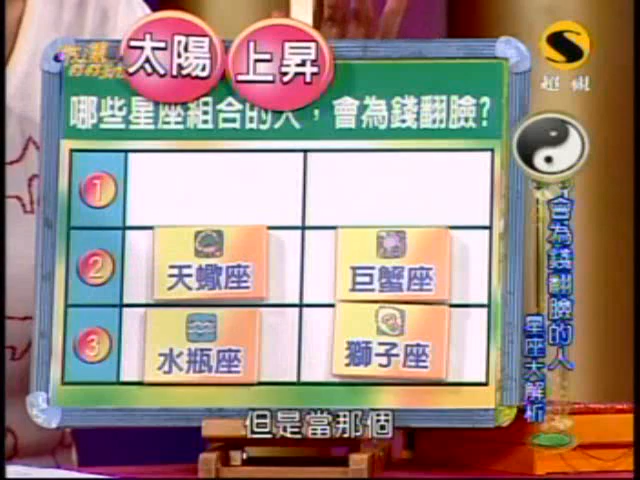 太陽 上昇
哪些星座組合的人，會為錢翻臉？
1
2 天蠍座 巨蟹座
3 水瓶座 獅子座
超視
會為錢翻臉的人
星座大解析
但是當那個